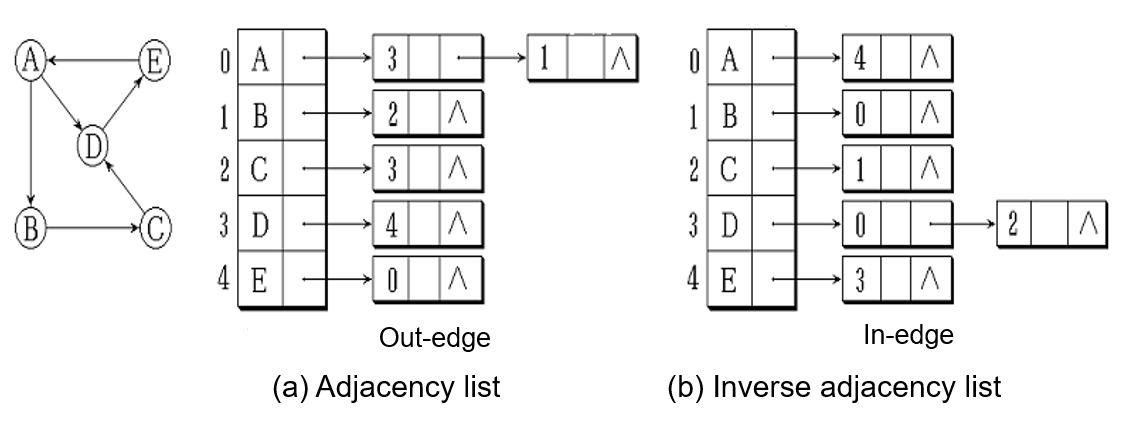 A E D B C
0 A 3 1 ∧
1 B 2 ∧
2 C 3 ∧
3 D 4 ∧
4 E 0 ∧
Out-edge
(a) Adjacency list
0 A 4 ∧
1 B 0 ∧
2 C 1 ∧
3 D 0 2 ∧
4 E 3 ∧
In-edge
(b) Inverse adjacency list